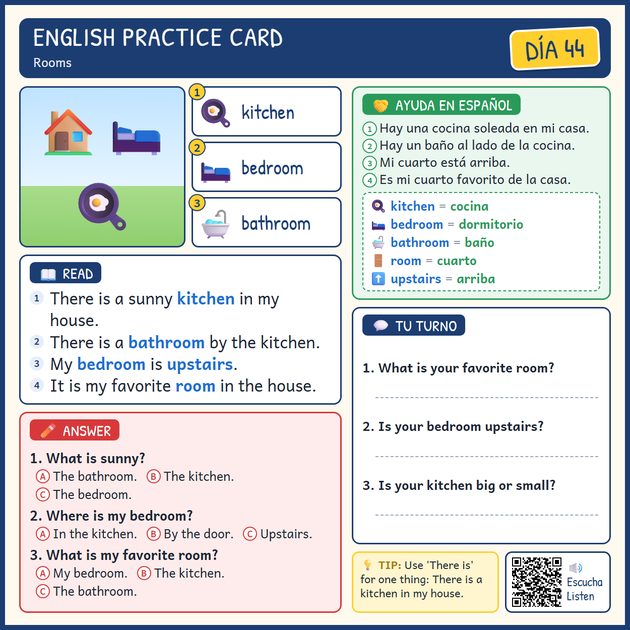 ENGLISH PRACTICE CARD
Rooms
DÍA 44
1
kitchen
2
bedroom
3
bathroom
READ
1 There is a sunny kitchen in my
house.
2 There is a bathroom by the kitchen.
3 My bedroom is upstairs.
4 It is my favorite room in the house.
ANSWER
1. What is sunny?
A The bathroom. B The kitchen.
C The bedroom.
2. Where is my bedroom?
A In the kitchen. B By the door. C Upstairs.
3. What is my favorite room?
A My bedroom. B The kitchen.
C The bathroom.
AYUDA EN ESPAÑOL
1 Hay una cocina soleada en mi casa.
2 Hay un baño al lado de la cocina.
3 Mi cuarto está arriba.
4 Es mi cuarto favorito de la casa.
kitchen = cocina
bedroom = dormitorio
bathroom = baño
room = cuarto
upstairs = arriba
TU TURNO
1. What is your favorite room?
2. Is your bedroom upstairs?
3. Is your kitchen big or small?
TIP: Use 'There is'
for one thing: There is a
kitchen in my house.
Escucha
Listen